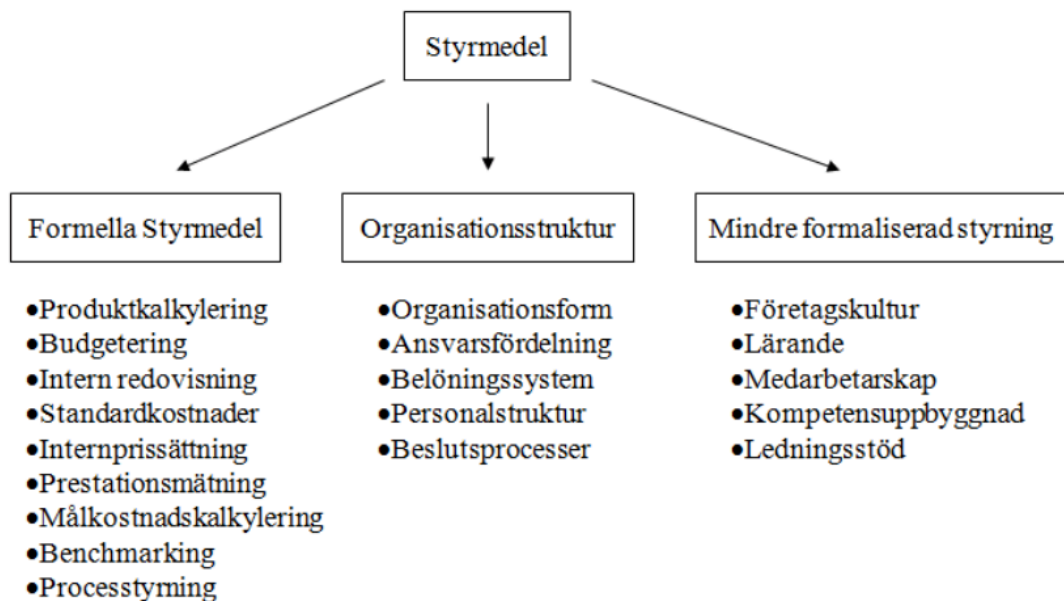 Styrmedel
Formella Styrmedel
•Produktkalkylering
•Budgetering
•Intern redovisning
•Standardkostnader
•Internprissättning
•Prestationsmätning
•Målkostnadskalkylering
•Benchmarking
•Processtyrning
Organisationsstruktur
•Organisationsform
•Ansvarsfördelning
•Belöningssystem
•Personalstruktur
•Beslutsprocesser
Mindre formaliserad styrning
•Företagskultur
•Lärande
•Medarbetarskap
•Kompetensuppbyggnad
•Ledningsstöd